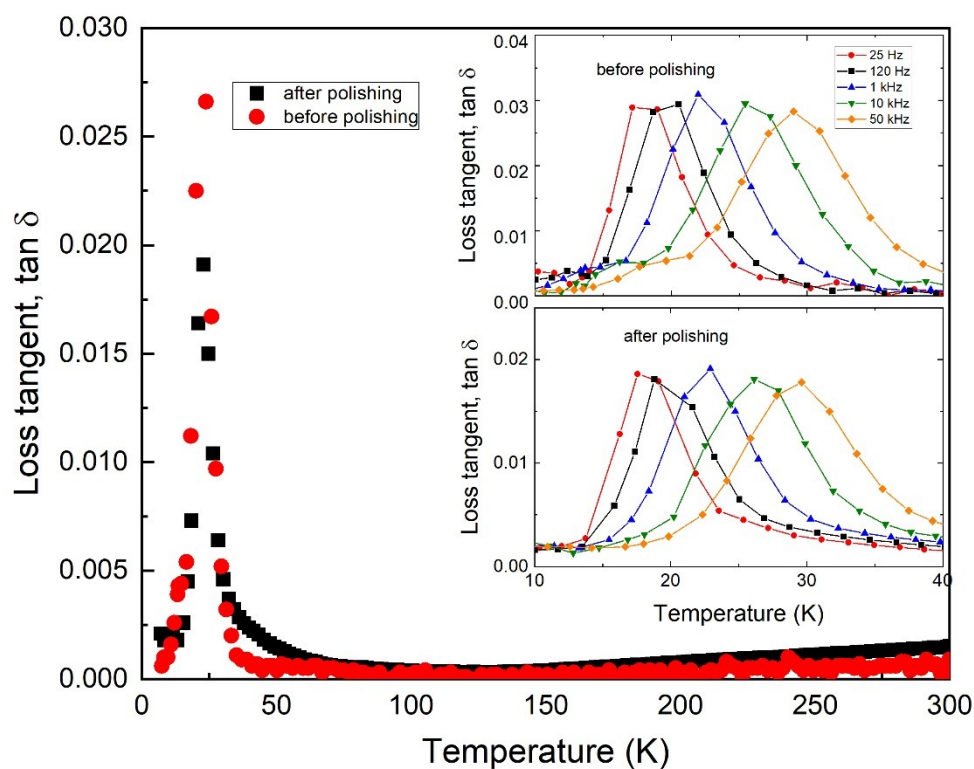 0.030
0.025
0.020
0.015
0.010
0.005
0.000
Loss tangent, tan δ
0
50
100
150
200
250
300
Temperature (K)
after polishing
before polishing
0.04
0.03
0.02
0.01
0.00
Loss tangent, tan δ
before polishing
25 Hz
120 Hz
1 kHz
10 kHz
50 kHz
0.02
0.01
0.00
Loss tangent, tan δ
after polishing
10
20
30
40
Temperature (K)